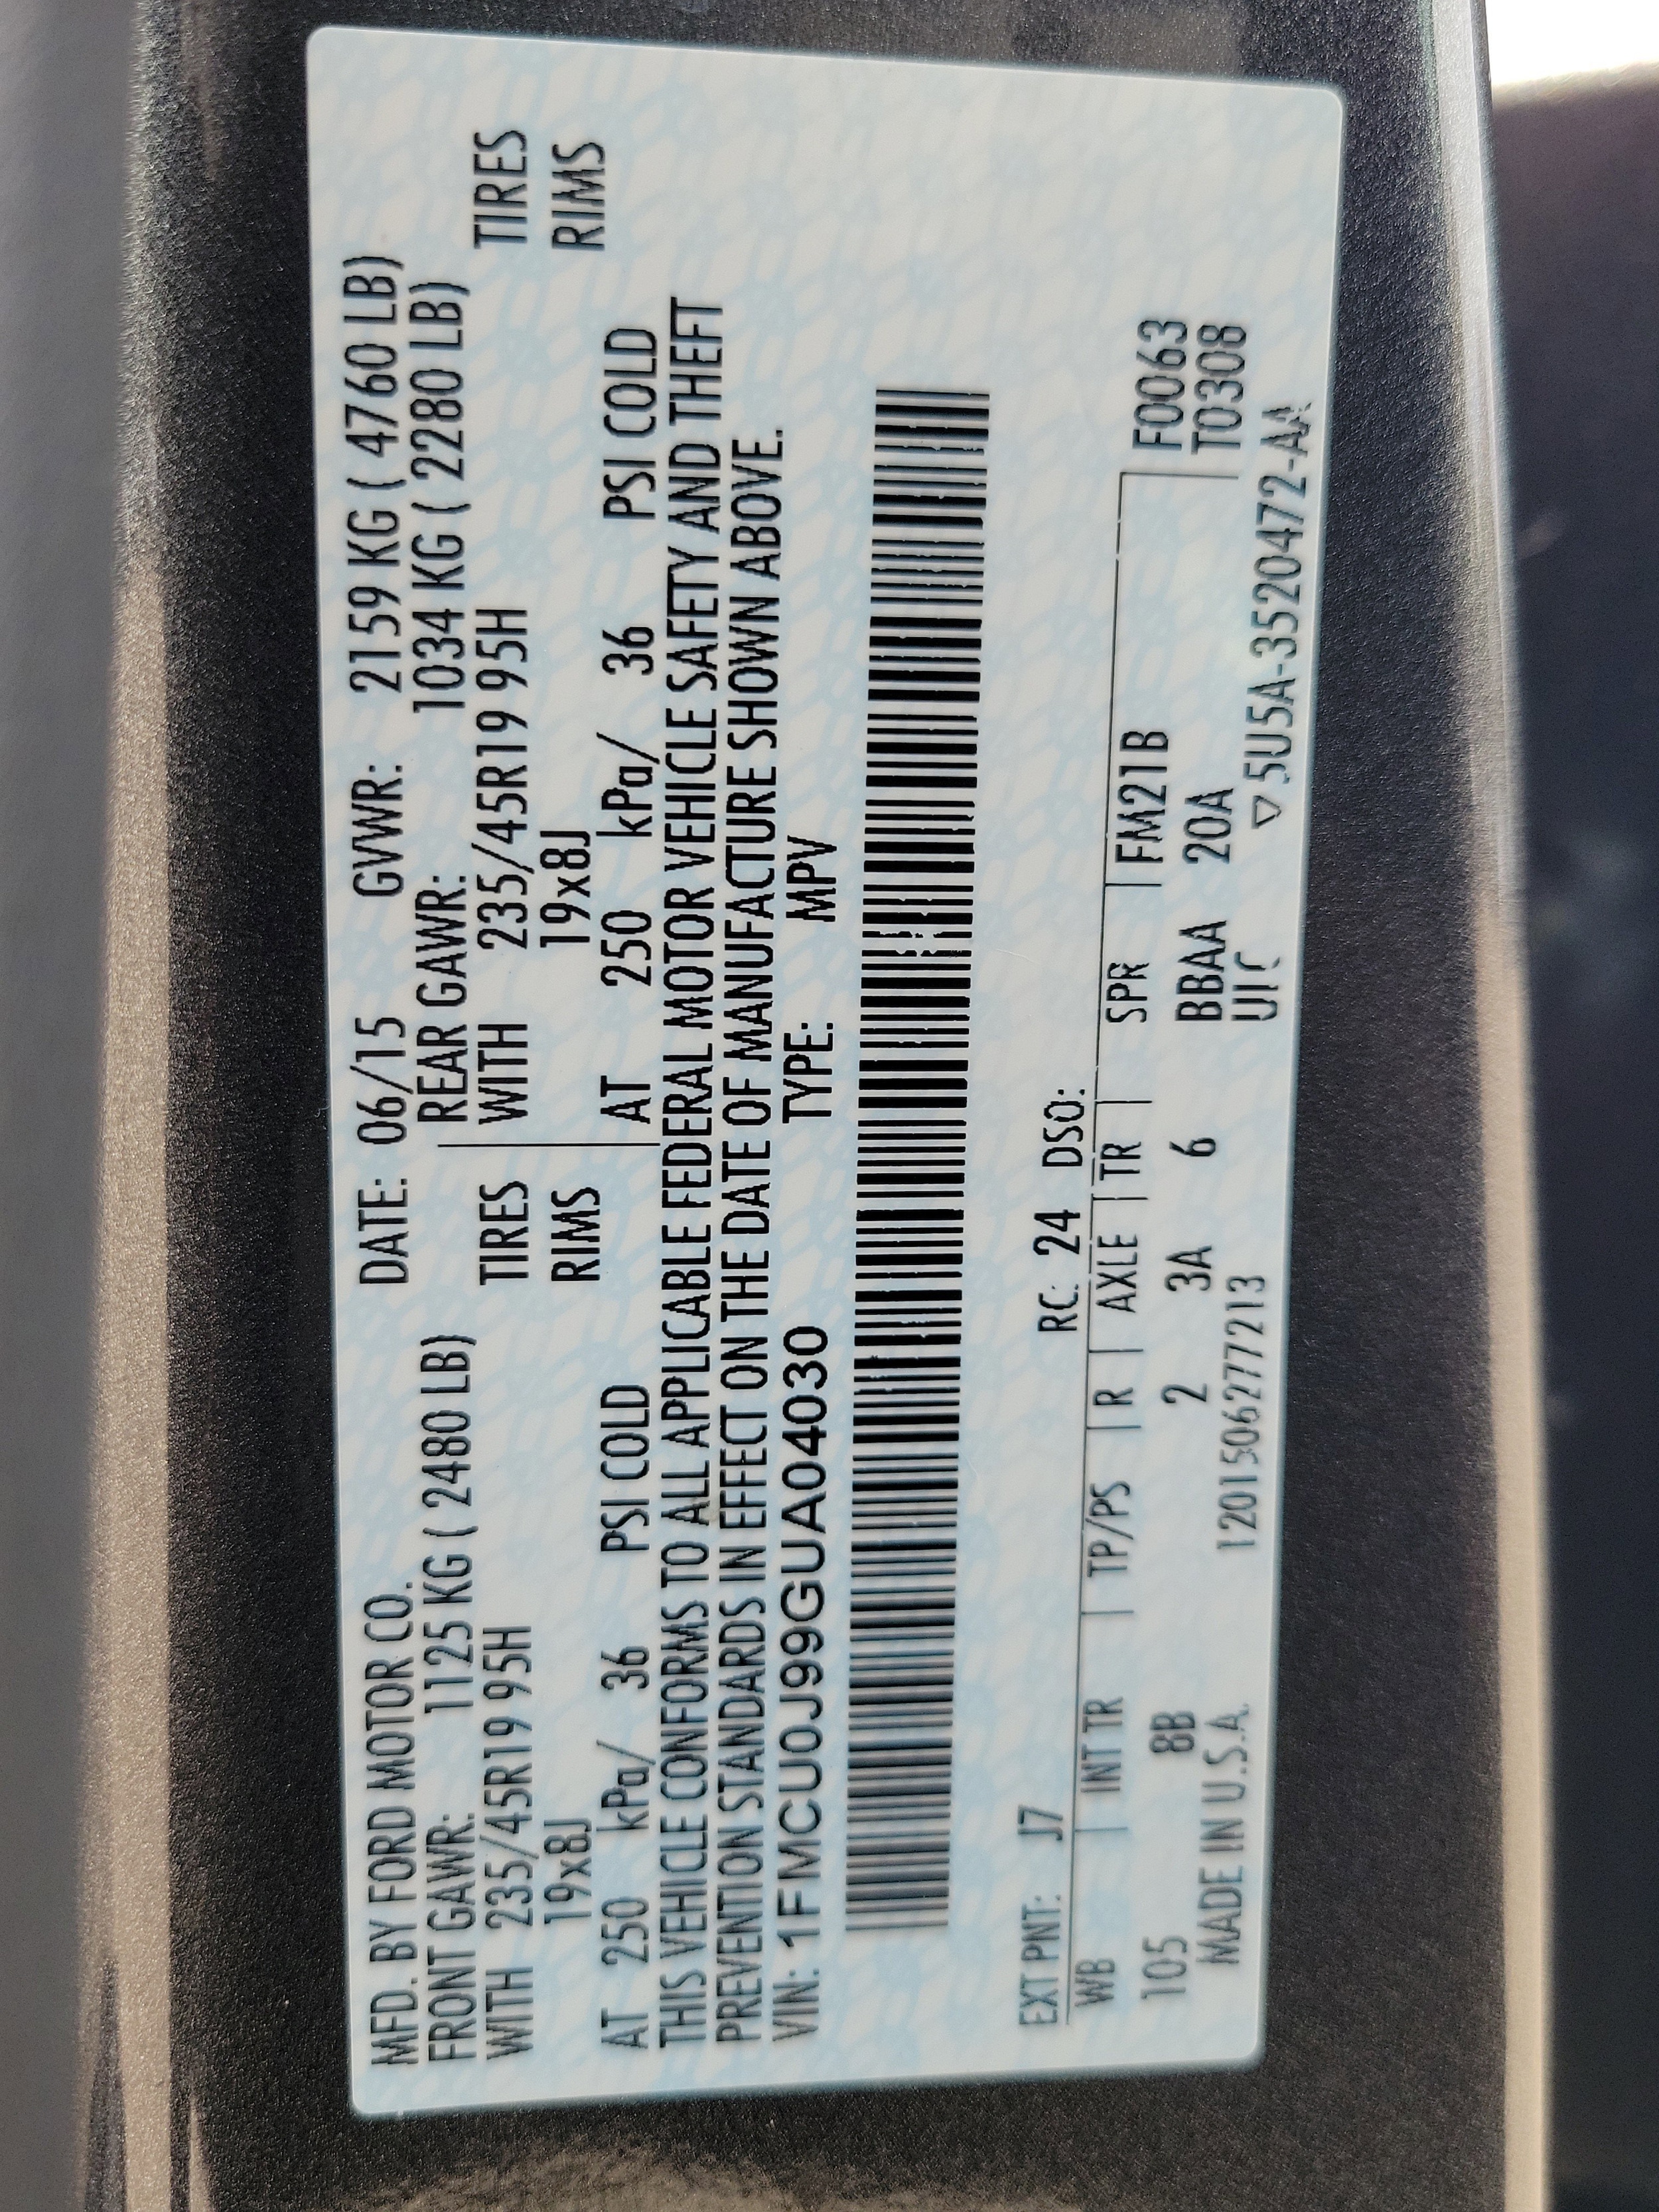 MFD. BY FORD MOTOR CO. DATE: 06/15 GVWR: 2159 KG ( 4760 LB)
FRONT GAWR: 1125 KG ( 2480 LB) REAR GAWR: 1034 KG ( 2280 LB)
WITH 235/45R19 95H TIRES WITH 235/45R19 95H TIRES
19x8J RIMS 19x8J RIMS
AT 250 kPa/ 36 PSI COLD AT 250 kPa/ 36 PSI COLD
THIS VEHICLE CONFORMS TO ALL APPLICABLE FEDERAL MOTOR VEHICLE SAFETY AND THEFT
PREVENTION STANDARDS IN EFFECT ON THE DATE OF MANUFACTURE SHOWN ABOVE.
VIN: 1FMCU0J99GUA04030 TYPE: MPV
EXT PNT: J7 RC: 24 DSO:
WB | INT TR | TP/PS | R | AXLE | TR | SPR | FM21B F0063
105 8B 2 3A 6 BBAA 20A T0308
MADE IN U.S.A. 12015062777213 ▽5U5A-3520472-AA